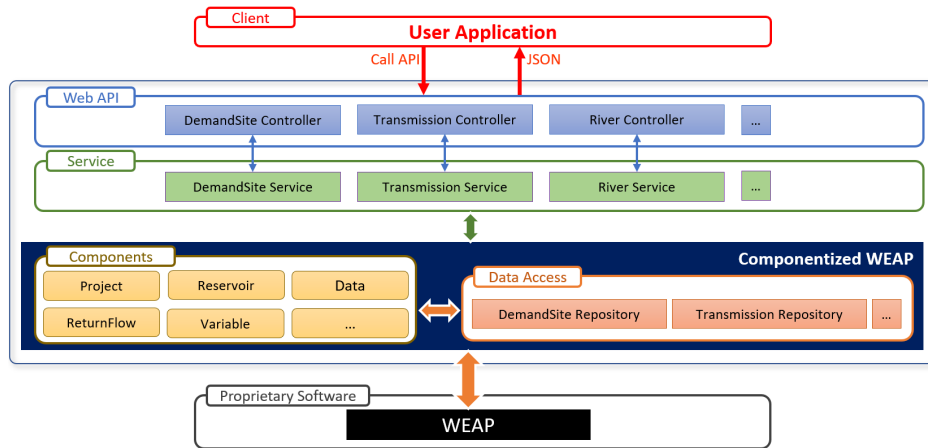 Client
User Application
Call API
JSON
Web API
DemandSite Controller
Transmission Controller
River Controller
...
Service
DemandSite Service
Transmission Service
River Service
...
Componentized WEAP
Components
Project
Reservoir
Data
ReturnFlow
Variable
...
Data Access
DemandSite Repository
Transmission Repository
...
Proprietary Software
WEAP